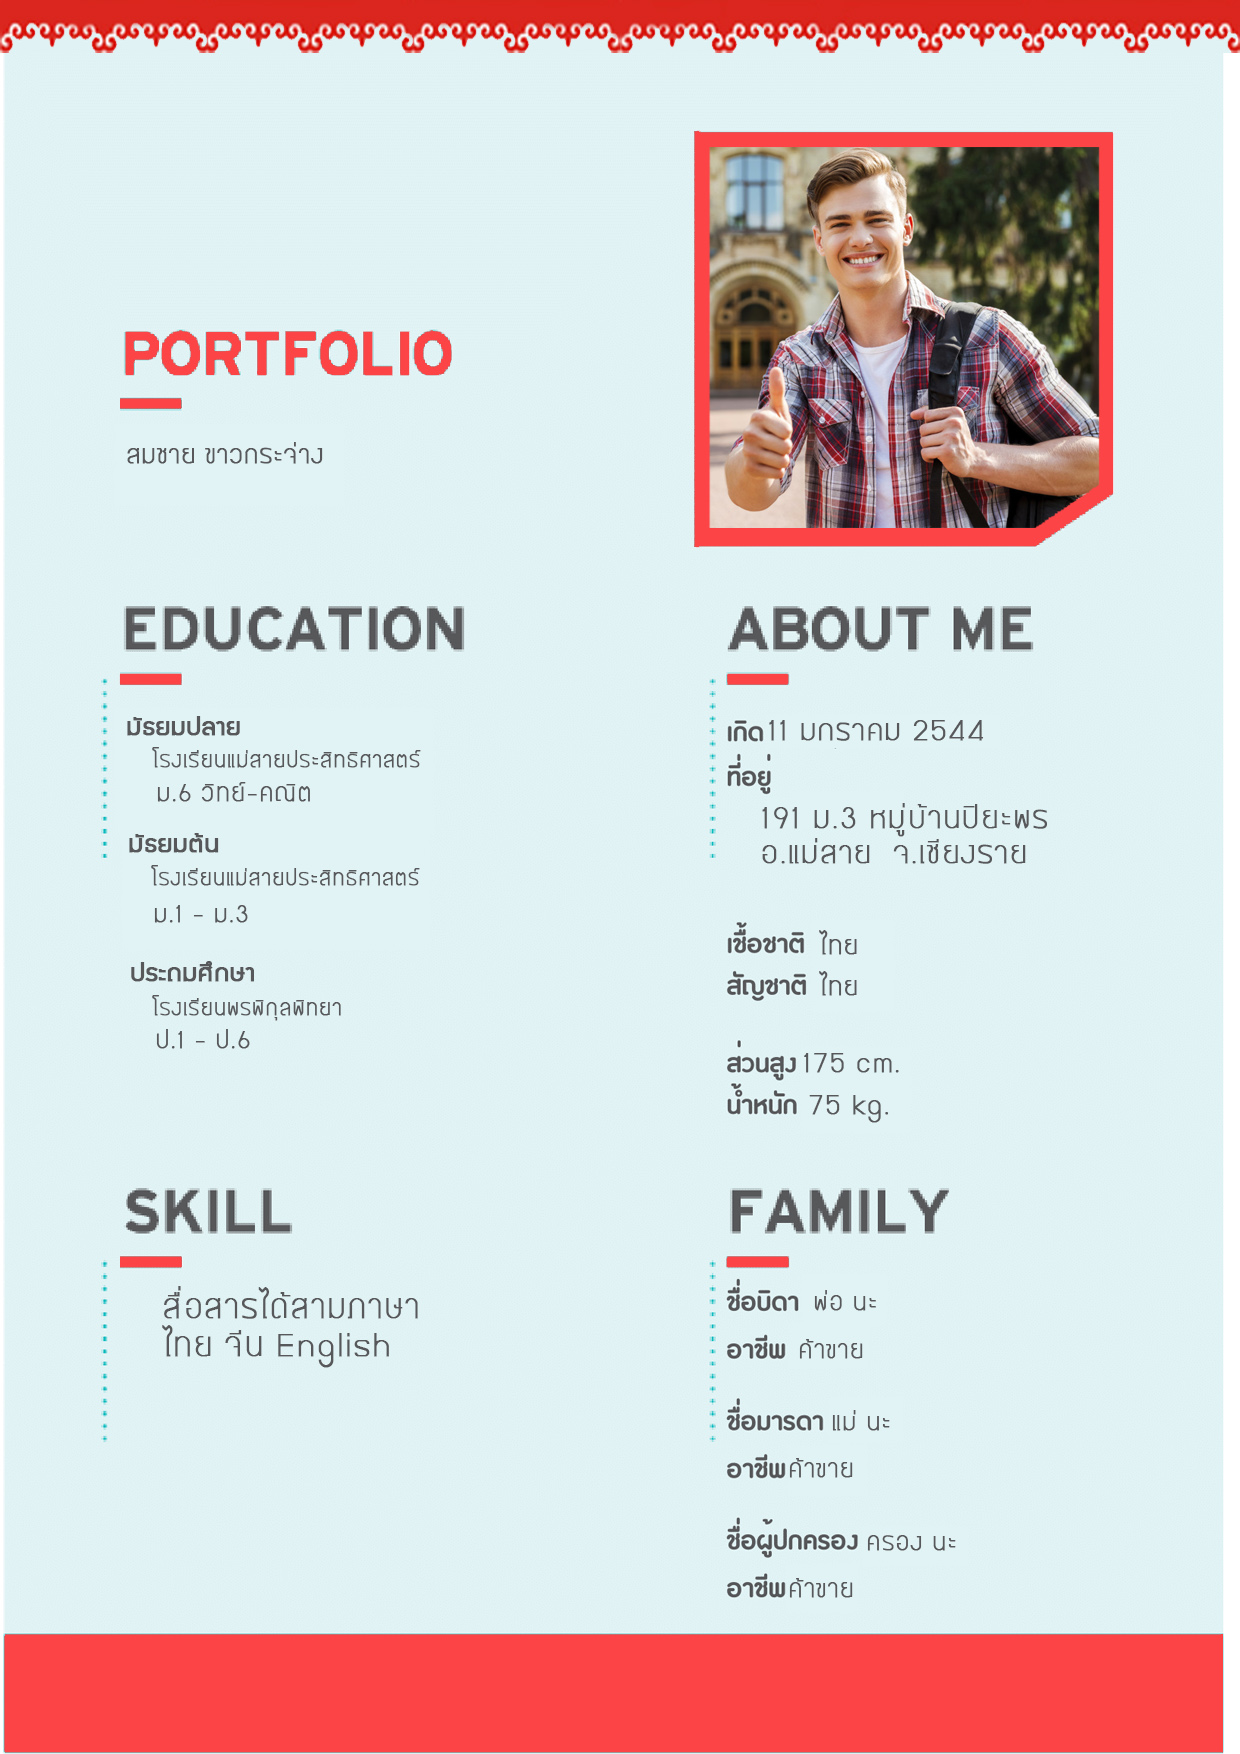 PORTFOLIO
สมชาย ขาวกระจ่าง
EDUCATION
มัธยมปลาย
โรงเรียนแม่สายประสิทธิศาสตร์
ม.6 วิทย์-คณิต
มัธยมต้น
โรงเรียนแม่สายประสิทธิศาสตร์
ม.1 - ม.3
ประถมศึกษา
โรงเรียนพรพิกุลพิทยา
ป.1 - ป.6
ABOUT ME
เกิด 11 มกราคม 2544
ที่อยู่
191 ม.3 หมู่บ้านปิยะพร
อ.แม่สาย จ.เชียงราย
เชื้อชาติ ไทย
สัญชาติ ไทย
ส่วนสูง 175 cm.
น้ำหนัก 75 kg.
SKILL
สื่อสารได้สามภาษา
ไทย จีน English
FAMILY
ชื่อบิดา พ่อ นะ
อาชีพ ค้าขาย
ชื่อมารดา แม่ นะ
อาชีพ ค้าขาย
ชื่อผู้ปกครอง ครอง นะ
อาชีพ ค้าขาย